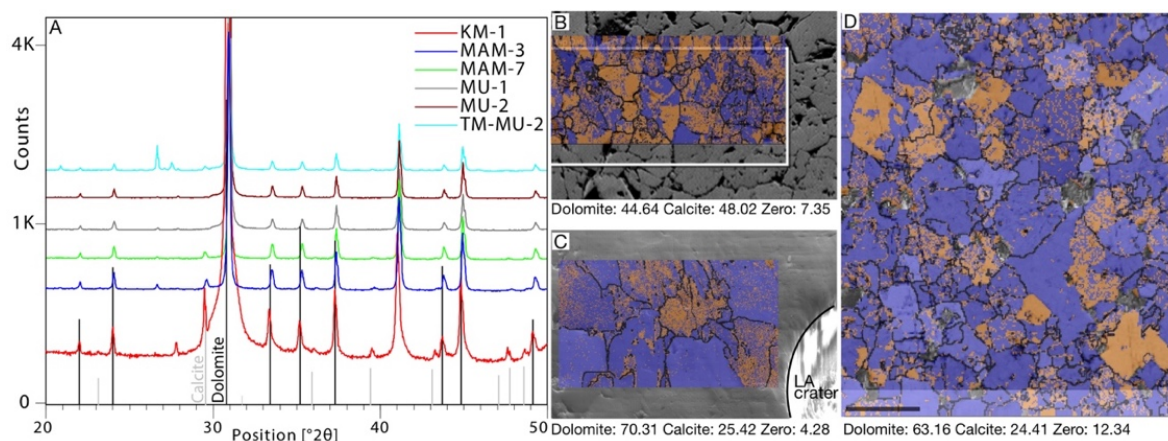 A
4K
KM-1
MAM-3
MAM-7
MU-1
MU-2
TM-MU-2
Counts
1K
Calcite
Dolomite
0
10
20
30
40
50
Position [°2θ]
B
Dolomite: 44.64 Calcite: 48.02 Zero: 7.35
C
LA
crater
Dolomite: 70.31 Calcite: 25.42 Zero: 4.28
D
Dolomite: 63.16 Calcite: 24.41 Zero: 12.34